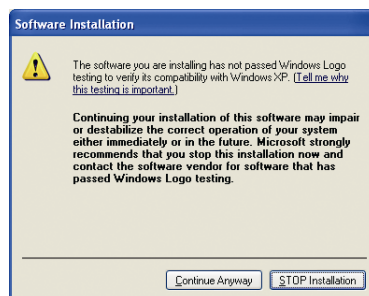 Software Installation
The software you are installing has not passed Windows Logo
testing to verify its compatibility with Windows XP. (Tell me why
this testing is important.)
Continuing your installation of this software may impair
or destabilize the correct operation of your system
either immediately or in the future. Microsoft strongly
recommends that you stop this installation now and
contact the software vendor for software that has
passed Windows Logo testing.
Continue Anyway
STOP Installation